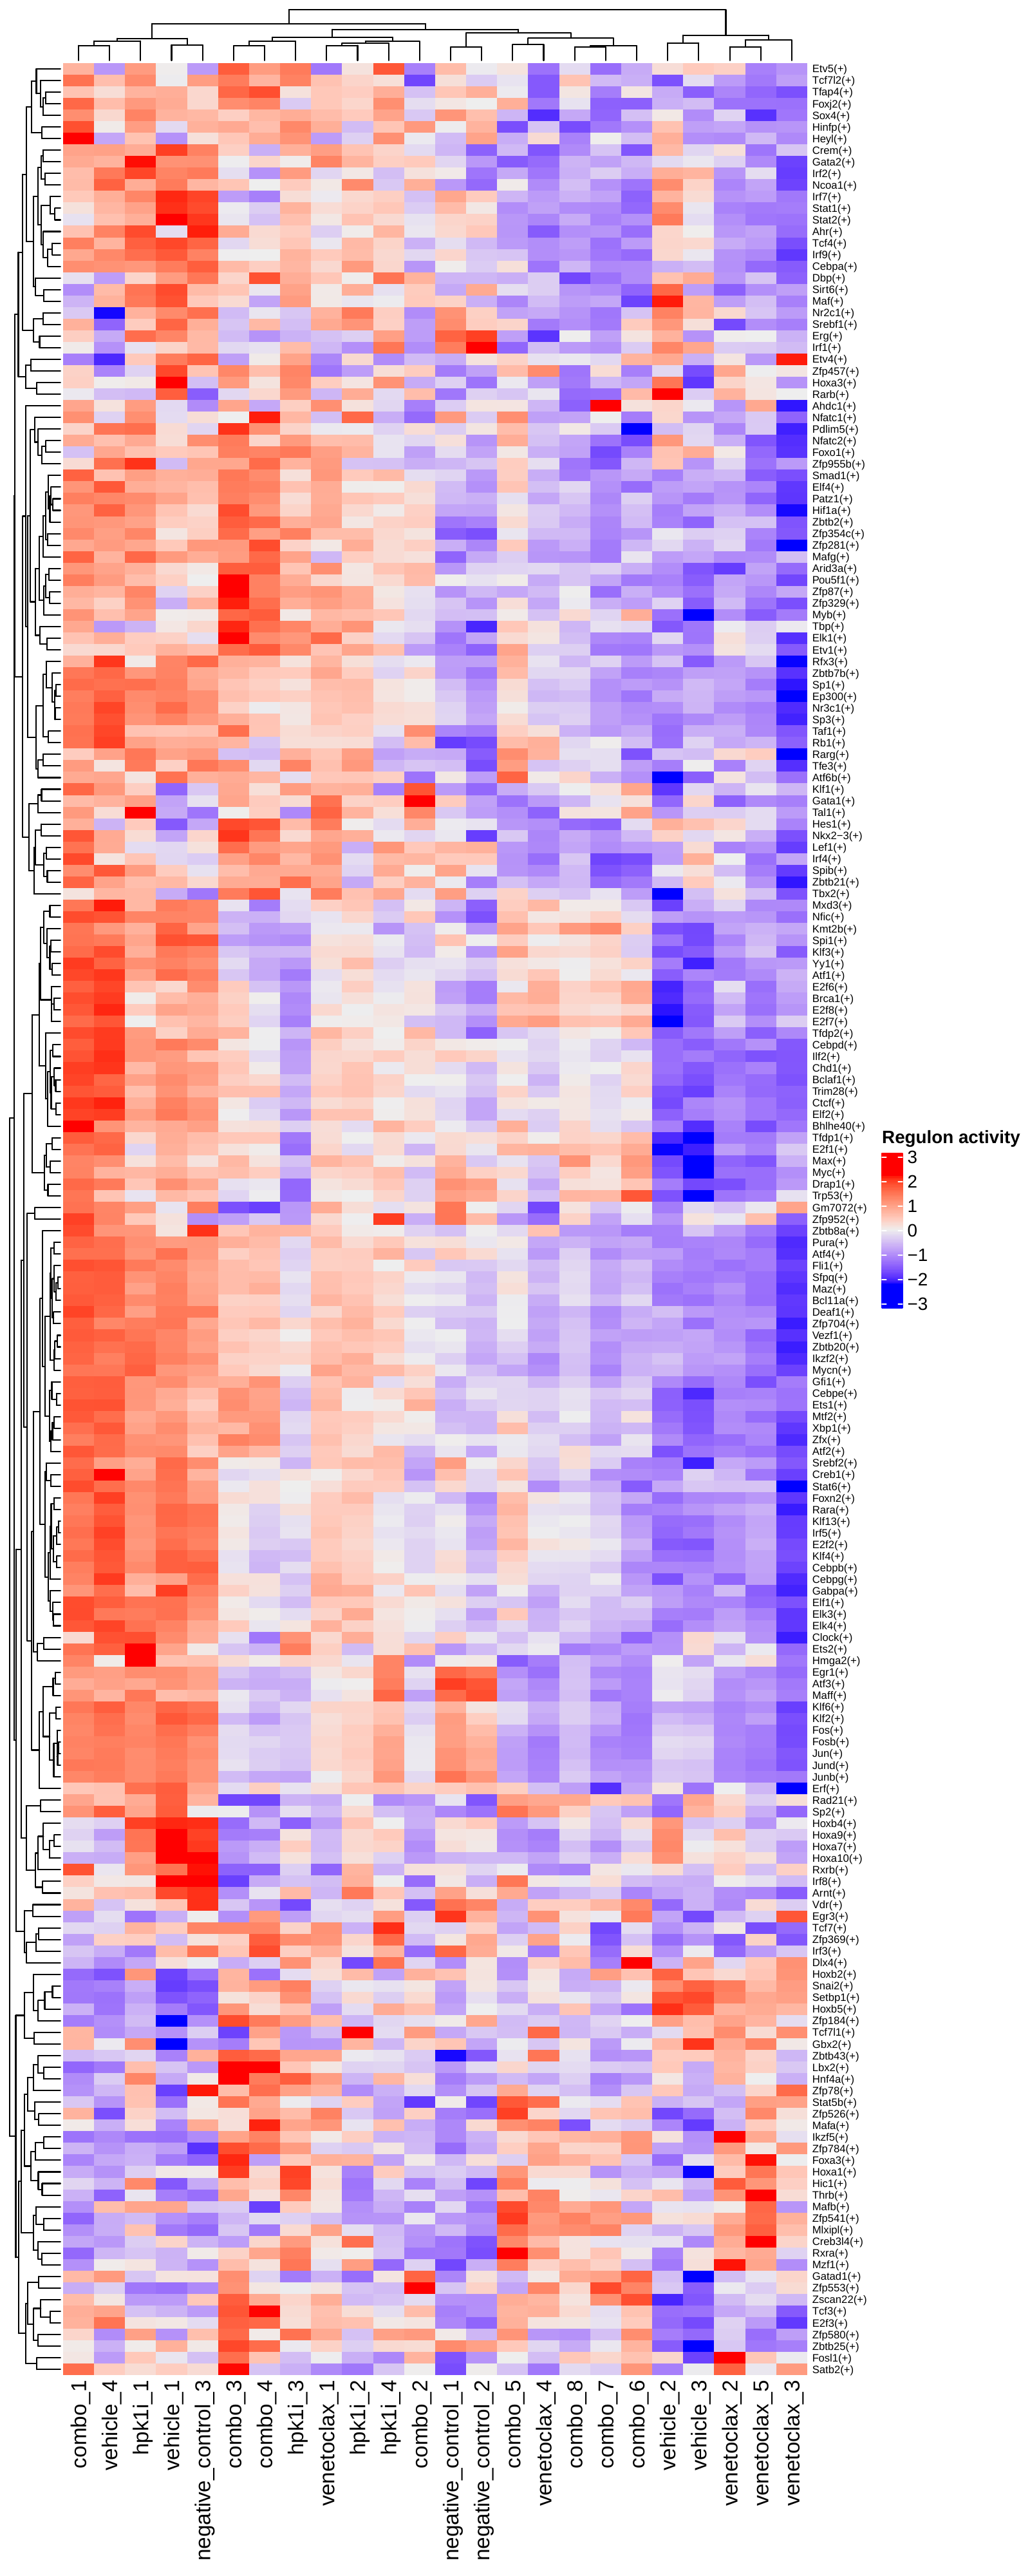 Etv5(+)
Tcf7l2(+)
Tfap4(+)
Foxj2(+)
Sox4(+)
Hinfp(+)
Heyl(+)
Crem(+)
Gata2(+)
Irf2(+)
Ncoa1(+)
Irf7(+)
Stat1(+)
Stat2(+)
Ahr(+)
Tcf4(+)
Irf9(+)
Cebpa(+)
Dbp(+)
Sirt6(+)
Maf(+)
Nr2c1(+)
Srebf1(+)
Erg(+)
Irf1(+)
Etv4(+)
Zfp457(+)
Hoxa3(+)
Rarb(+)
Ahdc1(+)
Nfatc1(+)
Pdlim5(+)
Nfatc2(+)
Foxo1(+)
Zfp955b(+)
Smad1(+)
Elf4(+)
Patz1(+)
Hif1a(+)
Zbtb2(+)
Zfp354c(+)
Zfp281(+)
Mafg(+)
Arid3a(+)
Pou5f1(+)
Zfp87(+)
Zfp329(+)
Myb(+)
Tbp(+)
Elk1(+)
Etv1(+)
Rfx3(+)
Zbtb7b(+)
Sp1(+)
Ep300(+)
Nr3c1(+)
Sp3(+)
Taf1(+)
Rb1(+)
Rarg(+)
Tfe3(+)
Atf6b(+)
Klf1(+)
Gata1(+)
Tal1(+)
Hes1(+)
Nkx2−3(+)
Lef1(+)
Irf4(+)
Spib(+)
Zbtb21(+)
Tbx2(+)
Mxd3(+)
Nfic(+)
Kmt2b(+)
Spi1(+)
Klf3(+)
Yy1(+)
Atf1(+)
E2f6(+)
Brca1(+)
E2f8(+)
E2f7(+)
Tfdp2(+)
Cebpd(+)
Ilf2(+)
Chd1(+)
Bclaf1(+)
Trim28(+)
Ctcf(+)
Elf2(+)
Bhlhe40(+)
Tfdp1(+)
E2f1(+)
Max(+)
Myc(+)
Drap1(+)
Trp53(+)
Gm7072(+)
Zfp952(+)
Zbtb8a(+)
Pura(+)
Atf4(+)
Fli1(+)
Sfpq(+)
Maz(+)
Bcl11a(+)
Deaf1(+)
Zfp704(+)
Vezf1(+)
Zbtb20(+)
Ikzf2(+)
Mycn(+)
Gfi1(+)
Cebpe(+)
Ets1(+)
Mtf2(+)
Xbp1(+)
Zfx(+)
Atf2(+)
Srebf2(+)
Creb1(+)
Stat6(+)
Foxn2(+)
Rara(+)
Klf13(+)
Irf5(+)
E2f2(+)
Klf4(+)
Cebpb(+)
Cebpg(+)
Gabpa(+)
Elf1(+)
Elk3(+)
Elk4(+)
Clock(+)
Ets2(+)
Hmga2(+)
Egr1(+)
Atf3(+)
Maff(+)
Klf6(+)
Klf2(+)
Fos(+)
Fosb(+)
Jun(+)
Jund(+)
Junb(+)
Erf(+)
Rad21(+)
Sp2(+)
Hoxb4(+)
Hoxa9(+)
Hoxa7(+)
Hoxa10(+)
Rxrb(+)
Irf8(+)
Arnt(+)
Vdr(+)
Egr3(+)
Tcf7(+)
Zfp369(+)
Irf3(+)
Dlx4(+)
Hoxb2(+)
Snai2(+)
Setbp1(+)
Hoxb5(+)
Zfp184(+)
Tcf7l1(+)
Gbx2(+)
Zbtb43(+)
Lbx2(+)
Hnf4a(+)
Zfp78(+)
Stat5b(+)
Zfp526(+)
Mafa(+)
Ikzf5(+)
Zfp784(+)
Foxa3(+)
Hoxa1(+)
Hic1(+)
Thrb(+)
Mafb(+)
Zfp541(+)
Mlxipl(+)
Creb3l4(+)
Rxra(+)
Mzf1(+)
Gatad1(+)
Zfp553(+)
Zscan22(+)
Tcf3(+)
E2f3(+)
Zfp580(+)
Zbtb25(+)
Fosl1(+)
Satb2(+)
Regulon activity
3
2
1
0
−1
−2
−3
combo_1
vehicle_4
hpk1i_1
vehicle_1
negative_control_3
combo_3
combo_4
hpk1i_3
venetoclax_1
hpk1i_2
hpk1i_4
combo_2
negative_control_1
negative_control_2
combo_5
venetoclax_4
combo_8
combo_7
combo_6
vehicle_2
vehicle_3
venetoclax_2
venetoclax_5
venetoclax_3